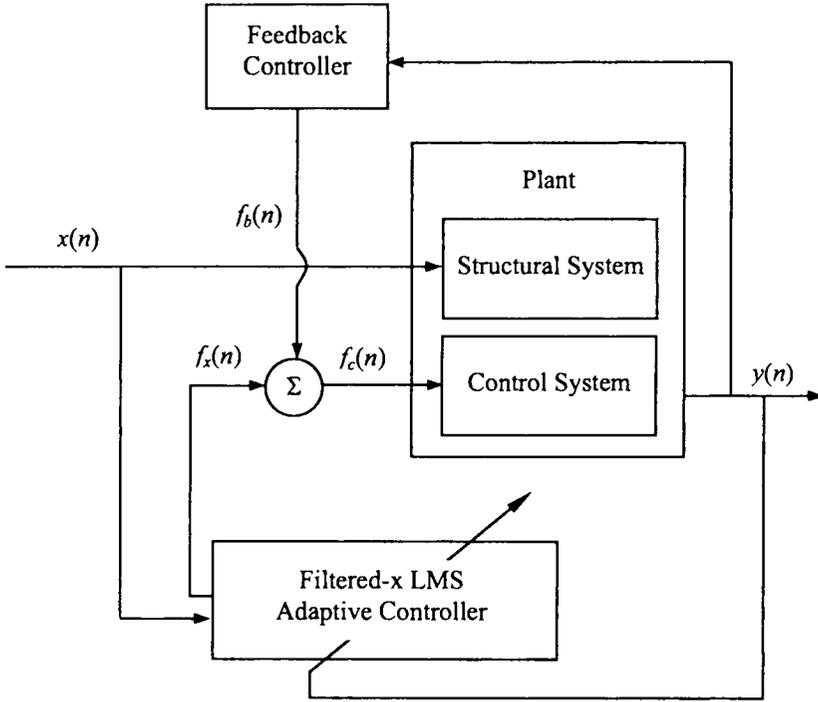 Feedback
Controller
Plant
f_b(n)
x(n)
Structural System
f_x(n)
f_c(n)
Σ
Control System
y(n)
Filtered-x LMS
Adaptive Controller